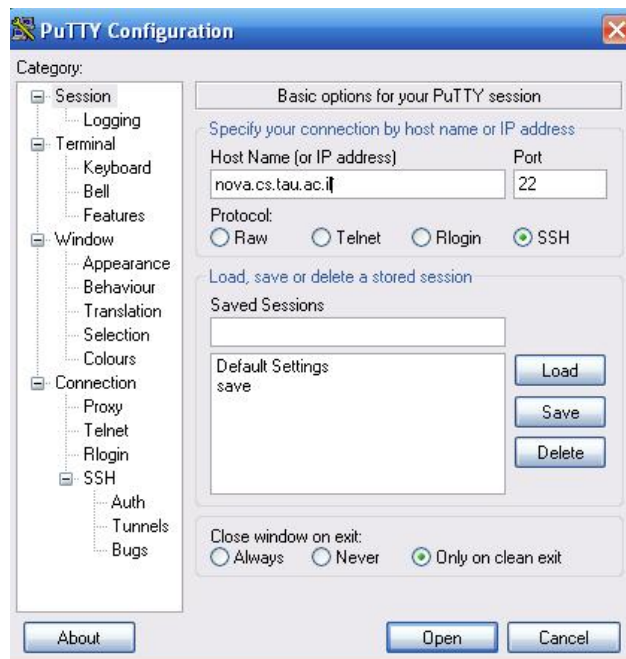 PuTTY Configuration
Category:
Session
Logging
Terminal
Keyboard
Bell
Features
Window
Appearance
Behaviour
Translation
Selection
Colours
Connection
Proxy
Telnet
Rlogin
SSH
Auth
Tunnels
Bugs
Basic options for your PuTTY session
Specify your connection by host name or IP address
Host Name (or IP address) Port
nova.cs.tau.ac.il 22
Protocol:
Raw Telnet Rlogin SSH
Load, save or delete a stored session
Saved Sessions
Default Settings
save
Load
Save
Delete
Close window on exit:
Always Never Only on clean exit
About Open Cancel